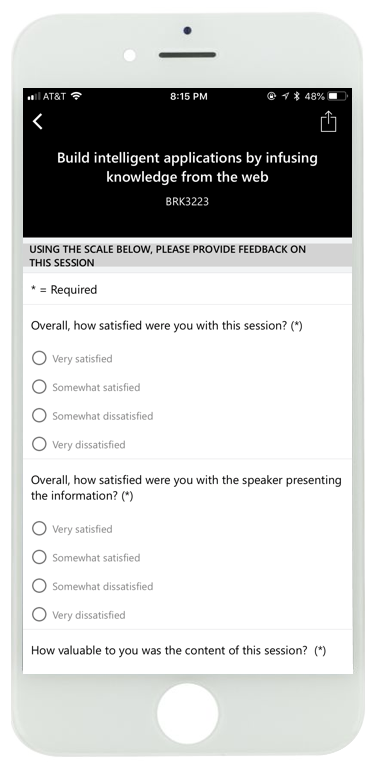 AT&T 8:15 PM 48%
Build intelligent applications by infusing
knowledge from the web
BRK3223
USING THE SCALE BELOW, PLEASE PROVIDE FEEDBACK ON
THIS SESSION
* = Required
Overall, how satisfied were you with this session? (*)
Very satisfied
Somewhat satisfied
Somewhat dissatisfied
Very dissatisfied
Overall, how satisfied were you with the speaker presenting
the information? (*)
Very satisfied
Somewhat satisfied
Somewhat dissatisfied
Very dissatisfied
How valuable to you was the content of this session? (*)